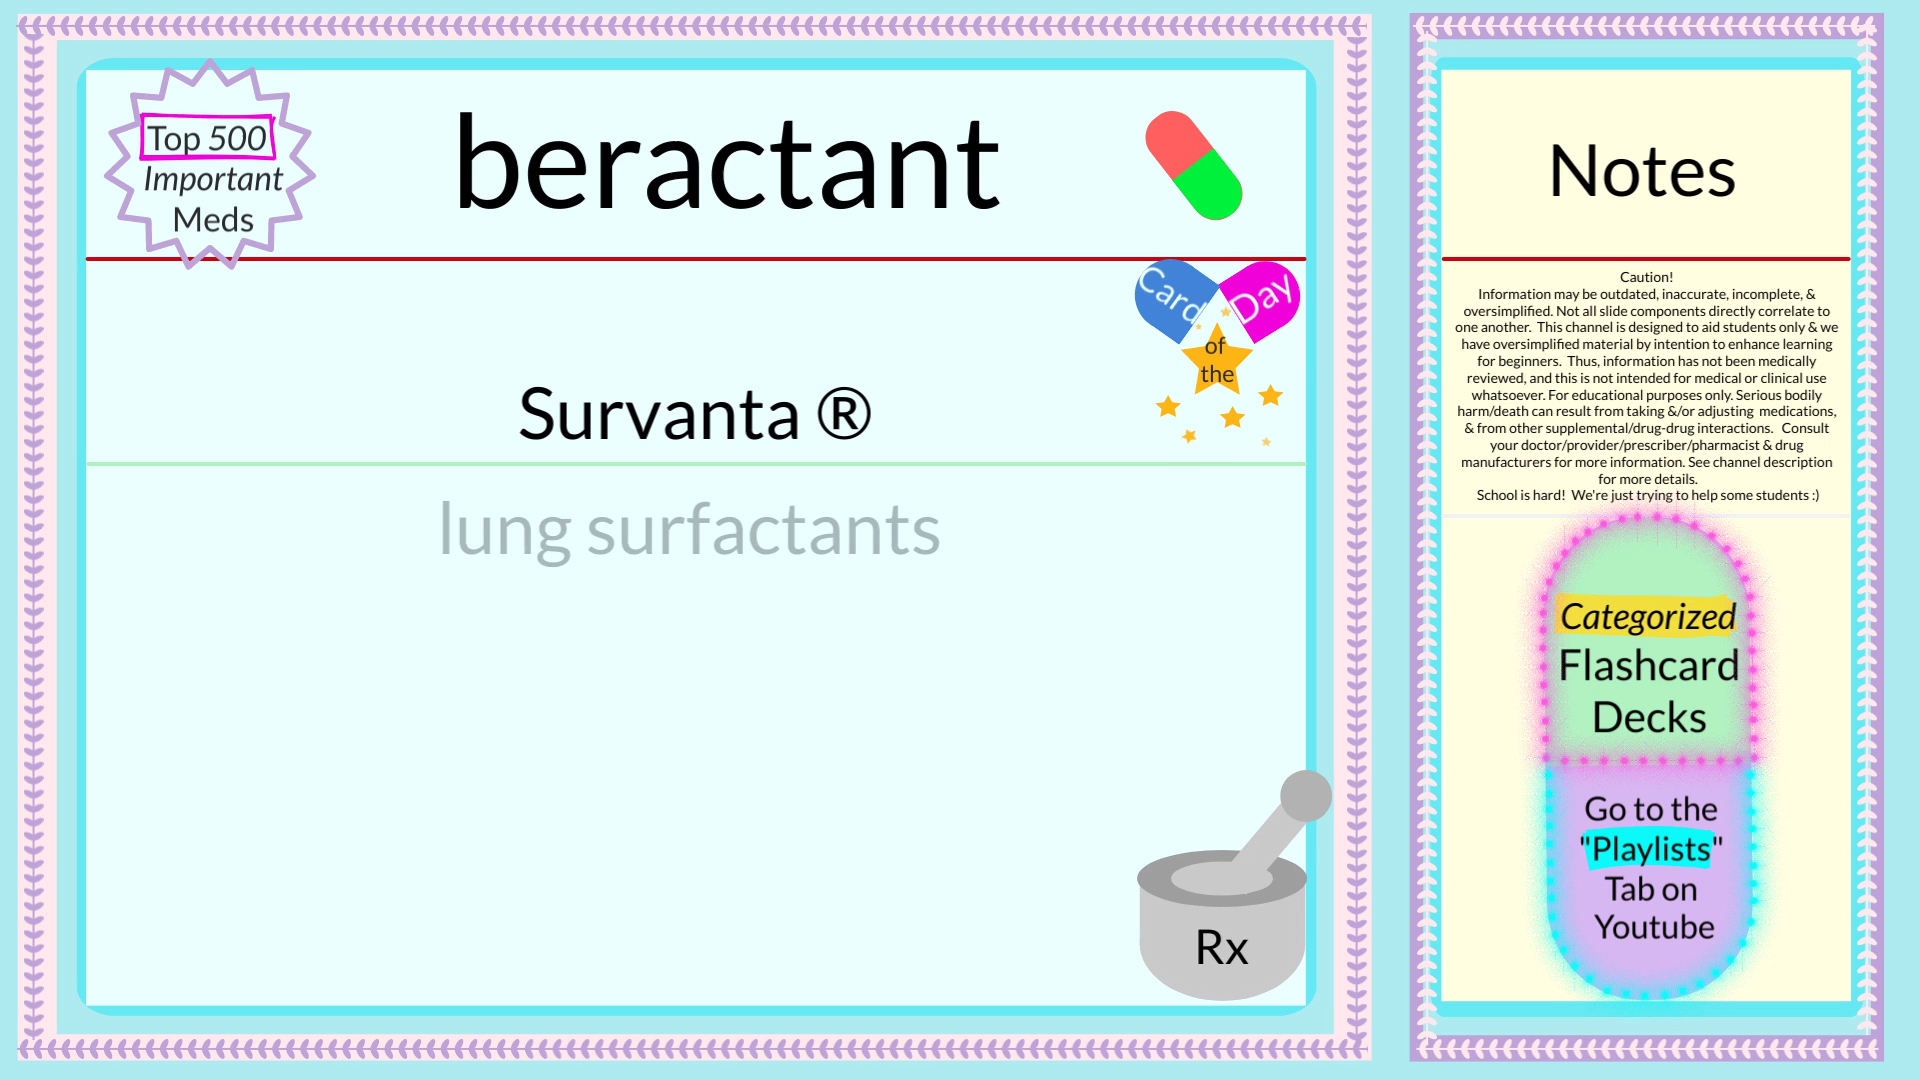 Top 500
Important
Meds
beractant
Card
Day
of
the
Survanta ®
lung surfactants
Rx
Notes
Caution!
Information may be outdated, inaccurate, incomplete, &
oversimplified. Not all slide components directly correlate to
one another.  This channel is designed to aid students only & we
have oversimplified material by intention to enhance learning
for beginners.  Thus, information has not been medically
reviewed, and this is not intended for medical or clinical use
whatsoever. For educational purposes only. Serious bodily
harm/death can result from taking &/or adjusting  medications,
& from other supplemental/drug-drug interactions.   Consult
your doctor/provider/prescriber/pharmacist & drug
manufacturers for more information. See channel description
for more details.
School is hard!  We're just trying to help some students :)
Categorized
Flashcard
Decks
Go to the
"Playlists"
Tab on
Youtube